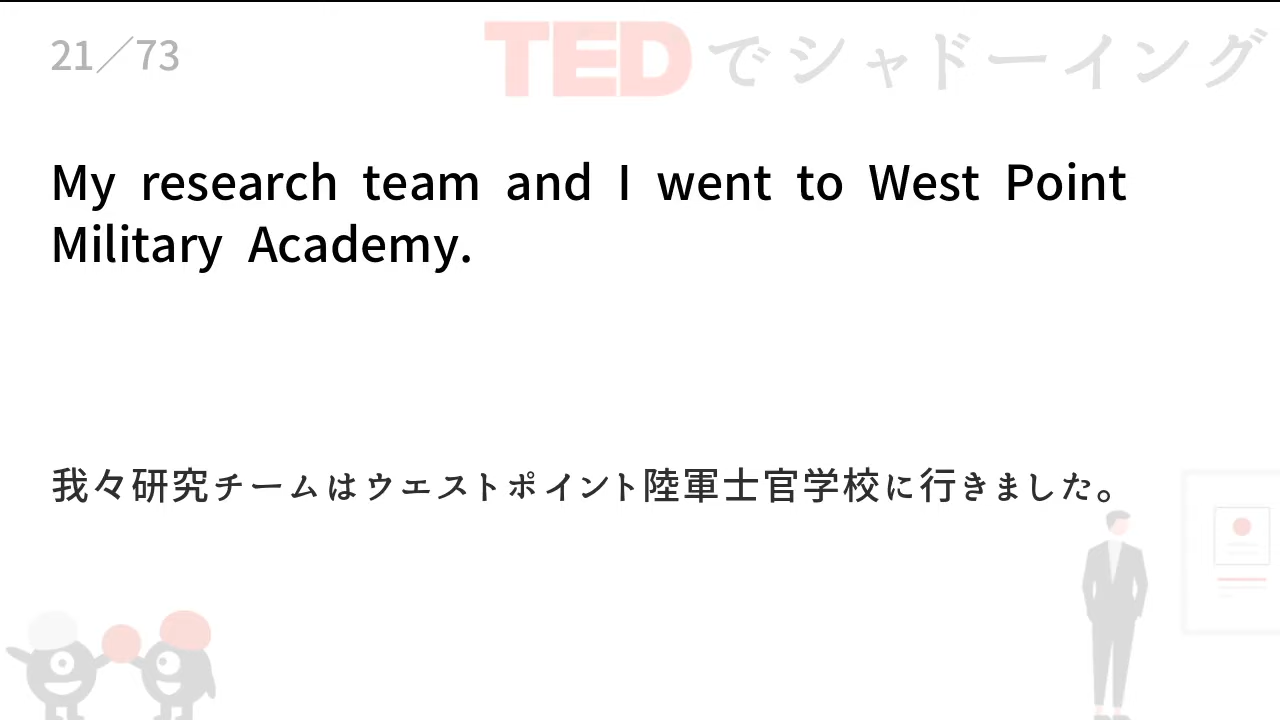 21／73
TEDでシャドーイング
My research team and I went to West Point
Military Academy.
我々研究チームはウエストポイント陸軍士官学校に行きました。